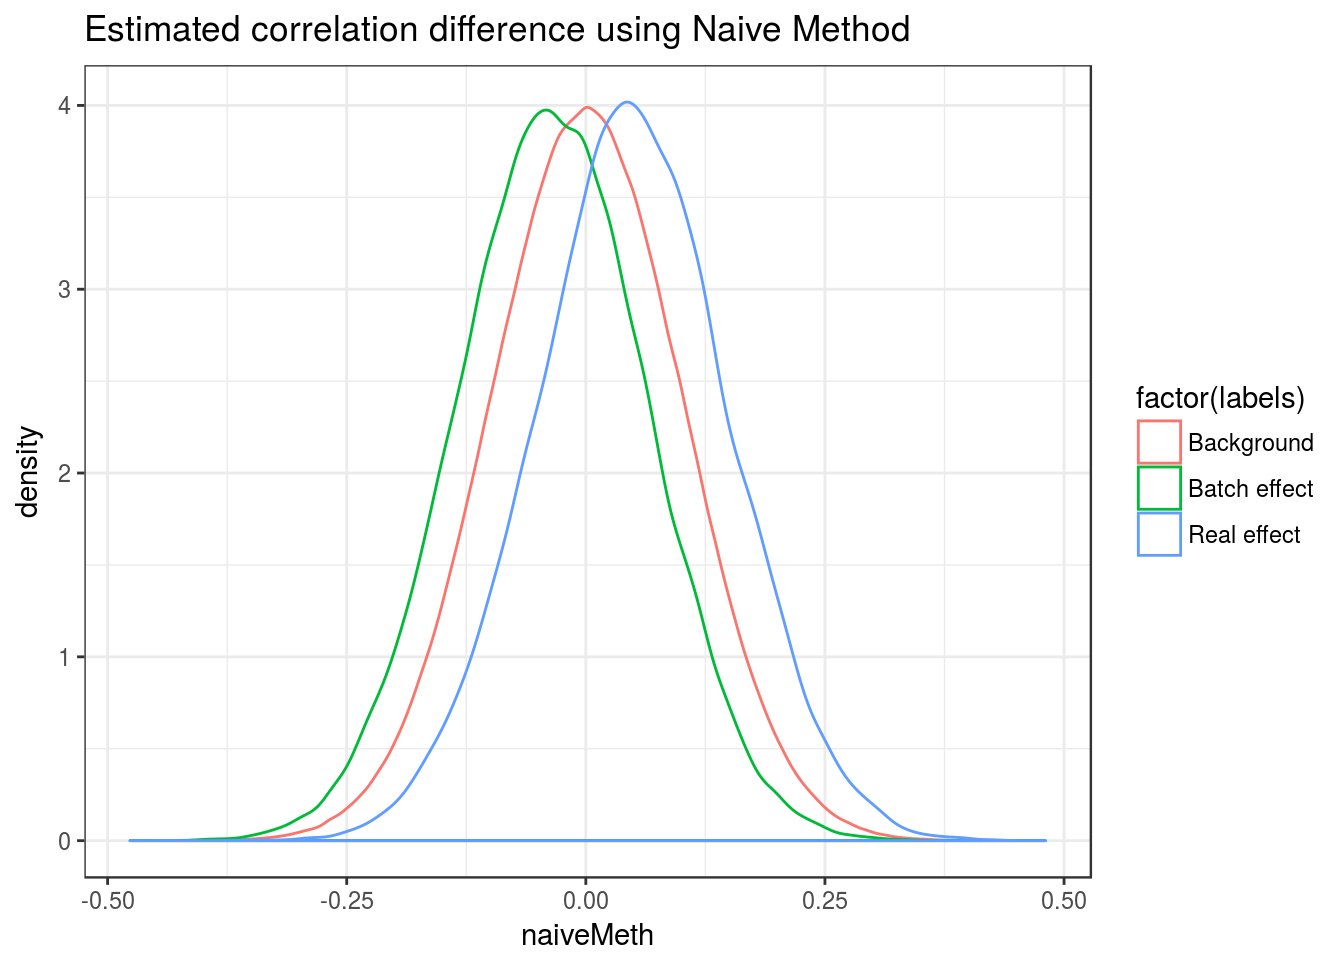 Estimated correlation difference using Naive Method
density
4
3
2
1
0
-0.50
-0.25
0.00
0.25
0.50
naiveMeth
factor(labels)
Background
Batch effect
Real effect